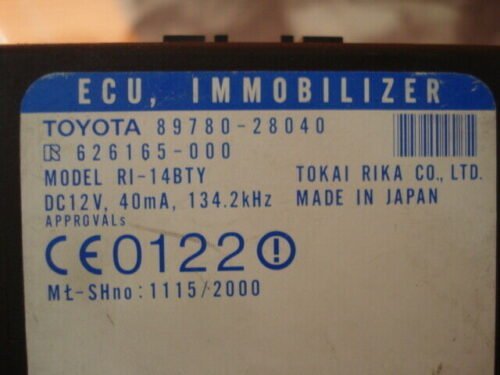 ECU, IMMOBILIZER
TOYOTA 89780-28040
626165-000
MODEL RI-14BTY TOKAI RIKA CO., LTD.
DC12V, 40mA, 134.2kHz MADE IN JAPAN
APPROVALs
CE0122
MŁ-SHno: 1115/2000